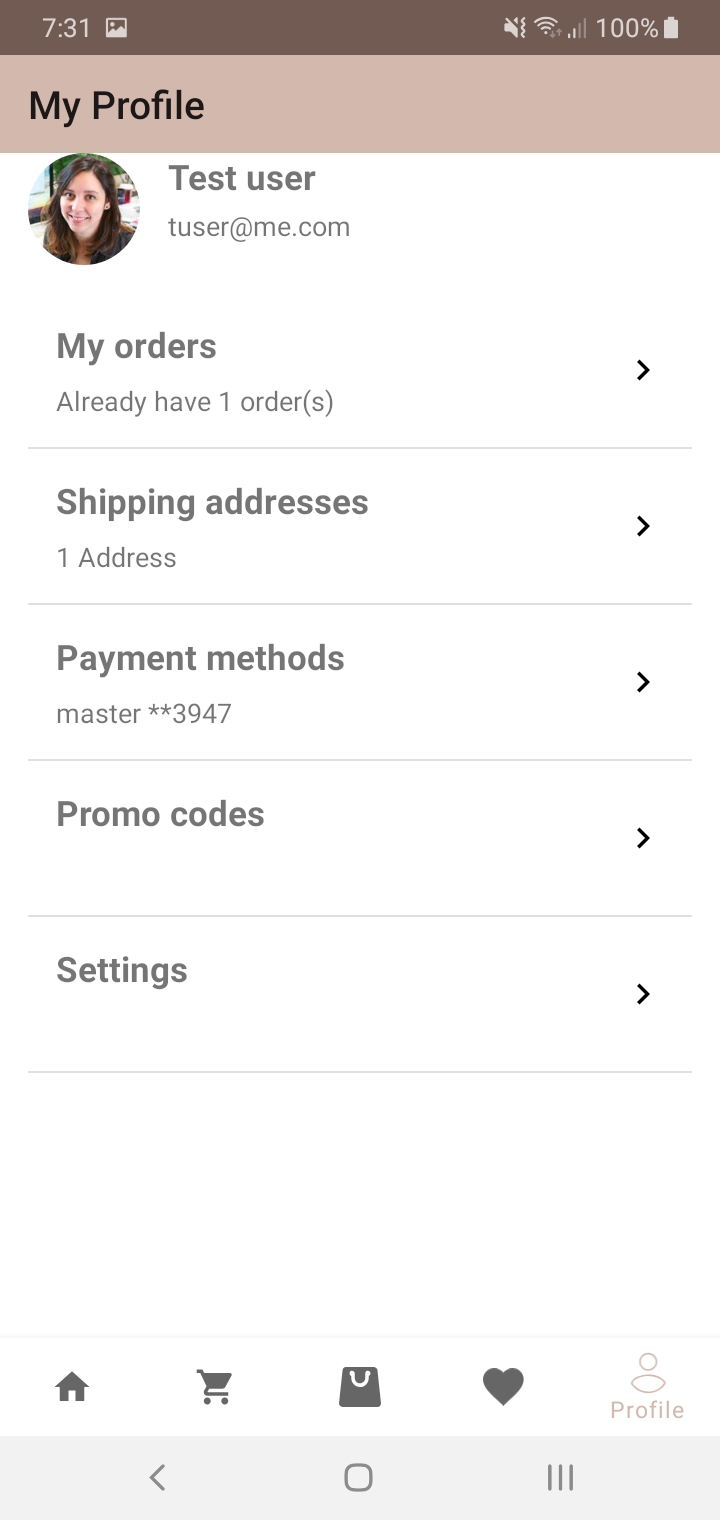 7:31
100%
My Profile
Test user
tuser@me.com
My orders
Already have 1 order(s)
Shipping addresses
1 Address
Payment methods
master **3947
Promo codes
Settings
Profile